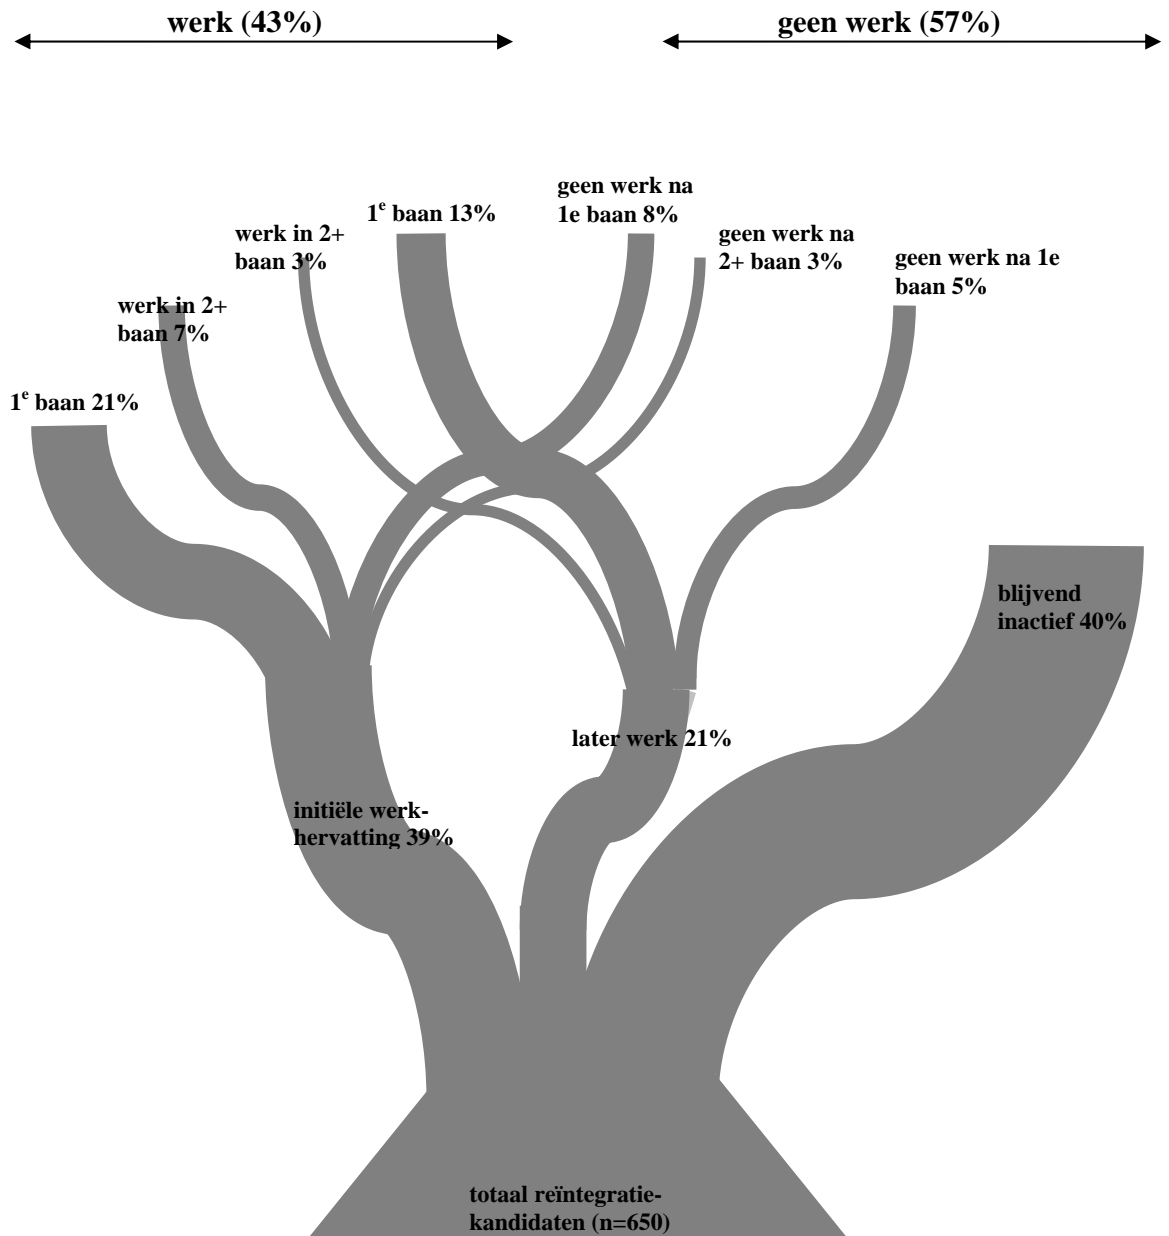 werk (43%)
geen werk (57%)
geen werk na
1e baan 8%
1e baan 13%
werk in 2+
baan 3%
geen werk na
2+ baan 3%
geen werk na 1e
baan 5%
werk in 2+
baan 7%
1e baan 21%
blijvend
inactief 40%
later werk 21%
initiële werk-
hervatting 39%
totaal reïntegratie-
kandidaten (n=650)